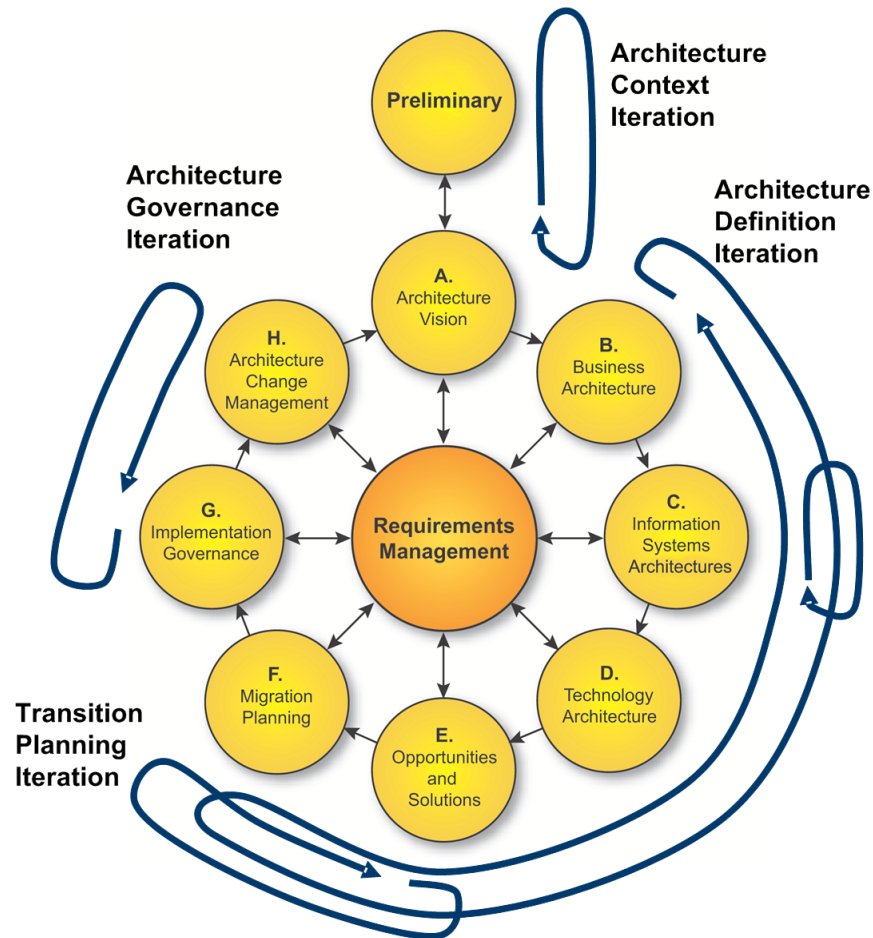 Preliminary
Architecture
Context
Iteration
Architecture
Governance
Iteration
Architecture
Definition
Iteration
A.
Architecture
Vision
H.
Architecture
Change
Management
B.
Business
Architecture
G.
Implementation
Governance
Requirements
Management
C.
Information
Systems
Architectures
F.
Migration
Planning
D.
Technology
Architecture
Transition
Planning
Iteration
E.
Opportunities
and
Solutions